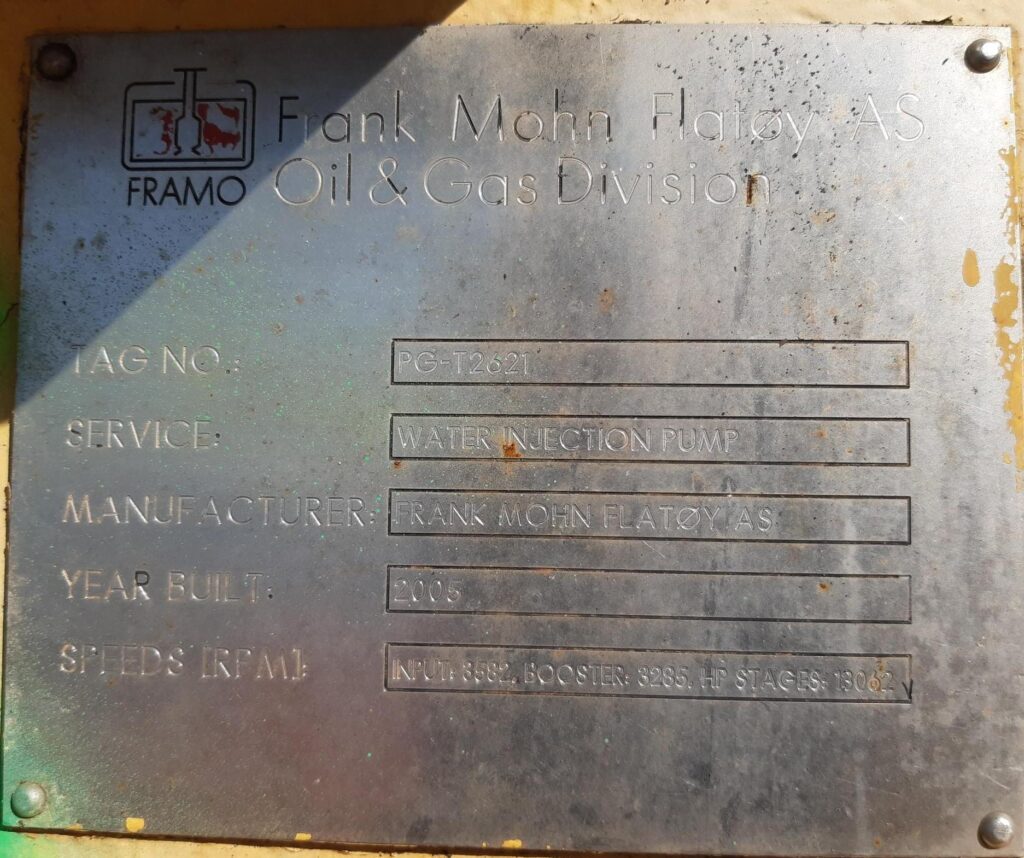 Frank Mohn Flatøy AS
FRAMO Oil & Gas Division
TAG NO.: PG-T2621
SERVICE: WATER INJECTION PUMP
MANUFACTURER: FRANK MOHN FLATØY AS
YEAR BUILT: 2005
SPEEDS [RPM]: INPUT: 3582, BOOSTER: 3285, HP STAGES: 13062